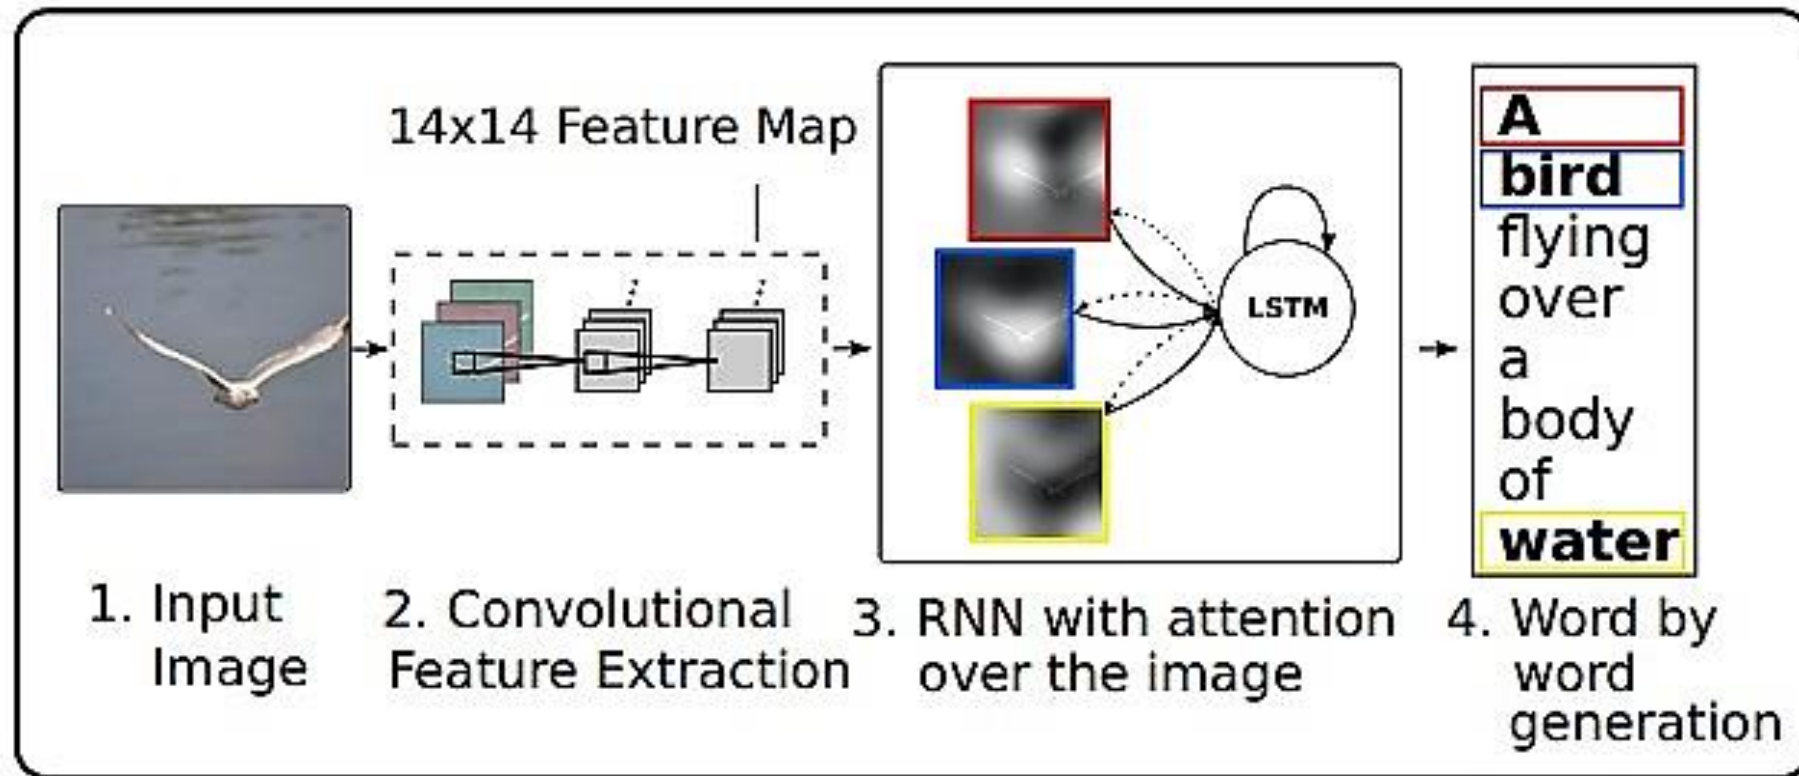 14x14 Feature Map
LSTM
A
bird
flying
over
a
body
of
water
1. Input
Image
2. Convolutional
Feature Extraction
3. RNN with attention
over the image
4. Word by
word
generation